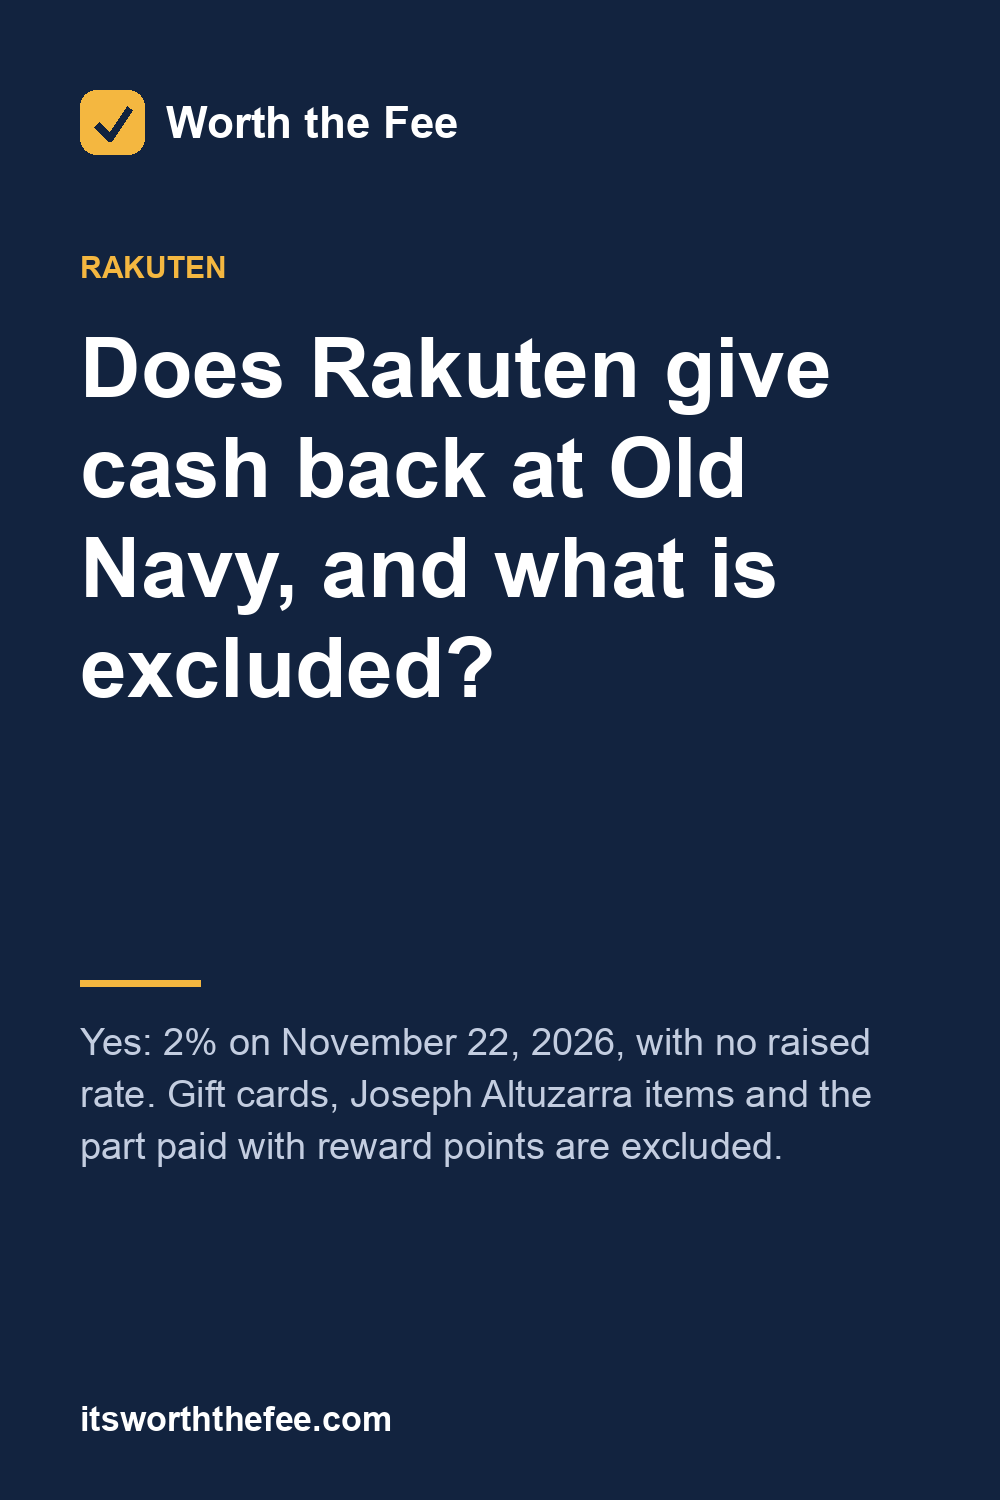 Worth the Fee
RAKUTEN
Does Rakuten give
cash back at Old
Navy, and what is
excluded?
Yes: 2% on November 22, 2026, with no raised
rate. Gift cards, Joseph Altuzarra items and the
part paid with reward points are excluded.
itsworththefee.com